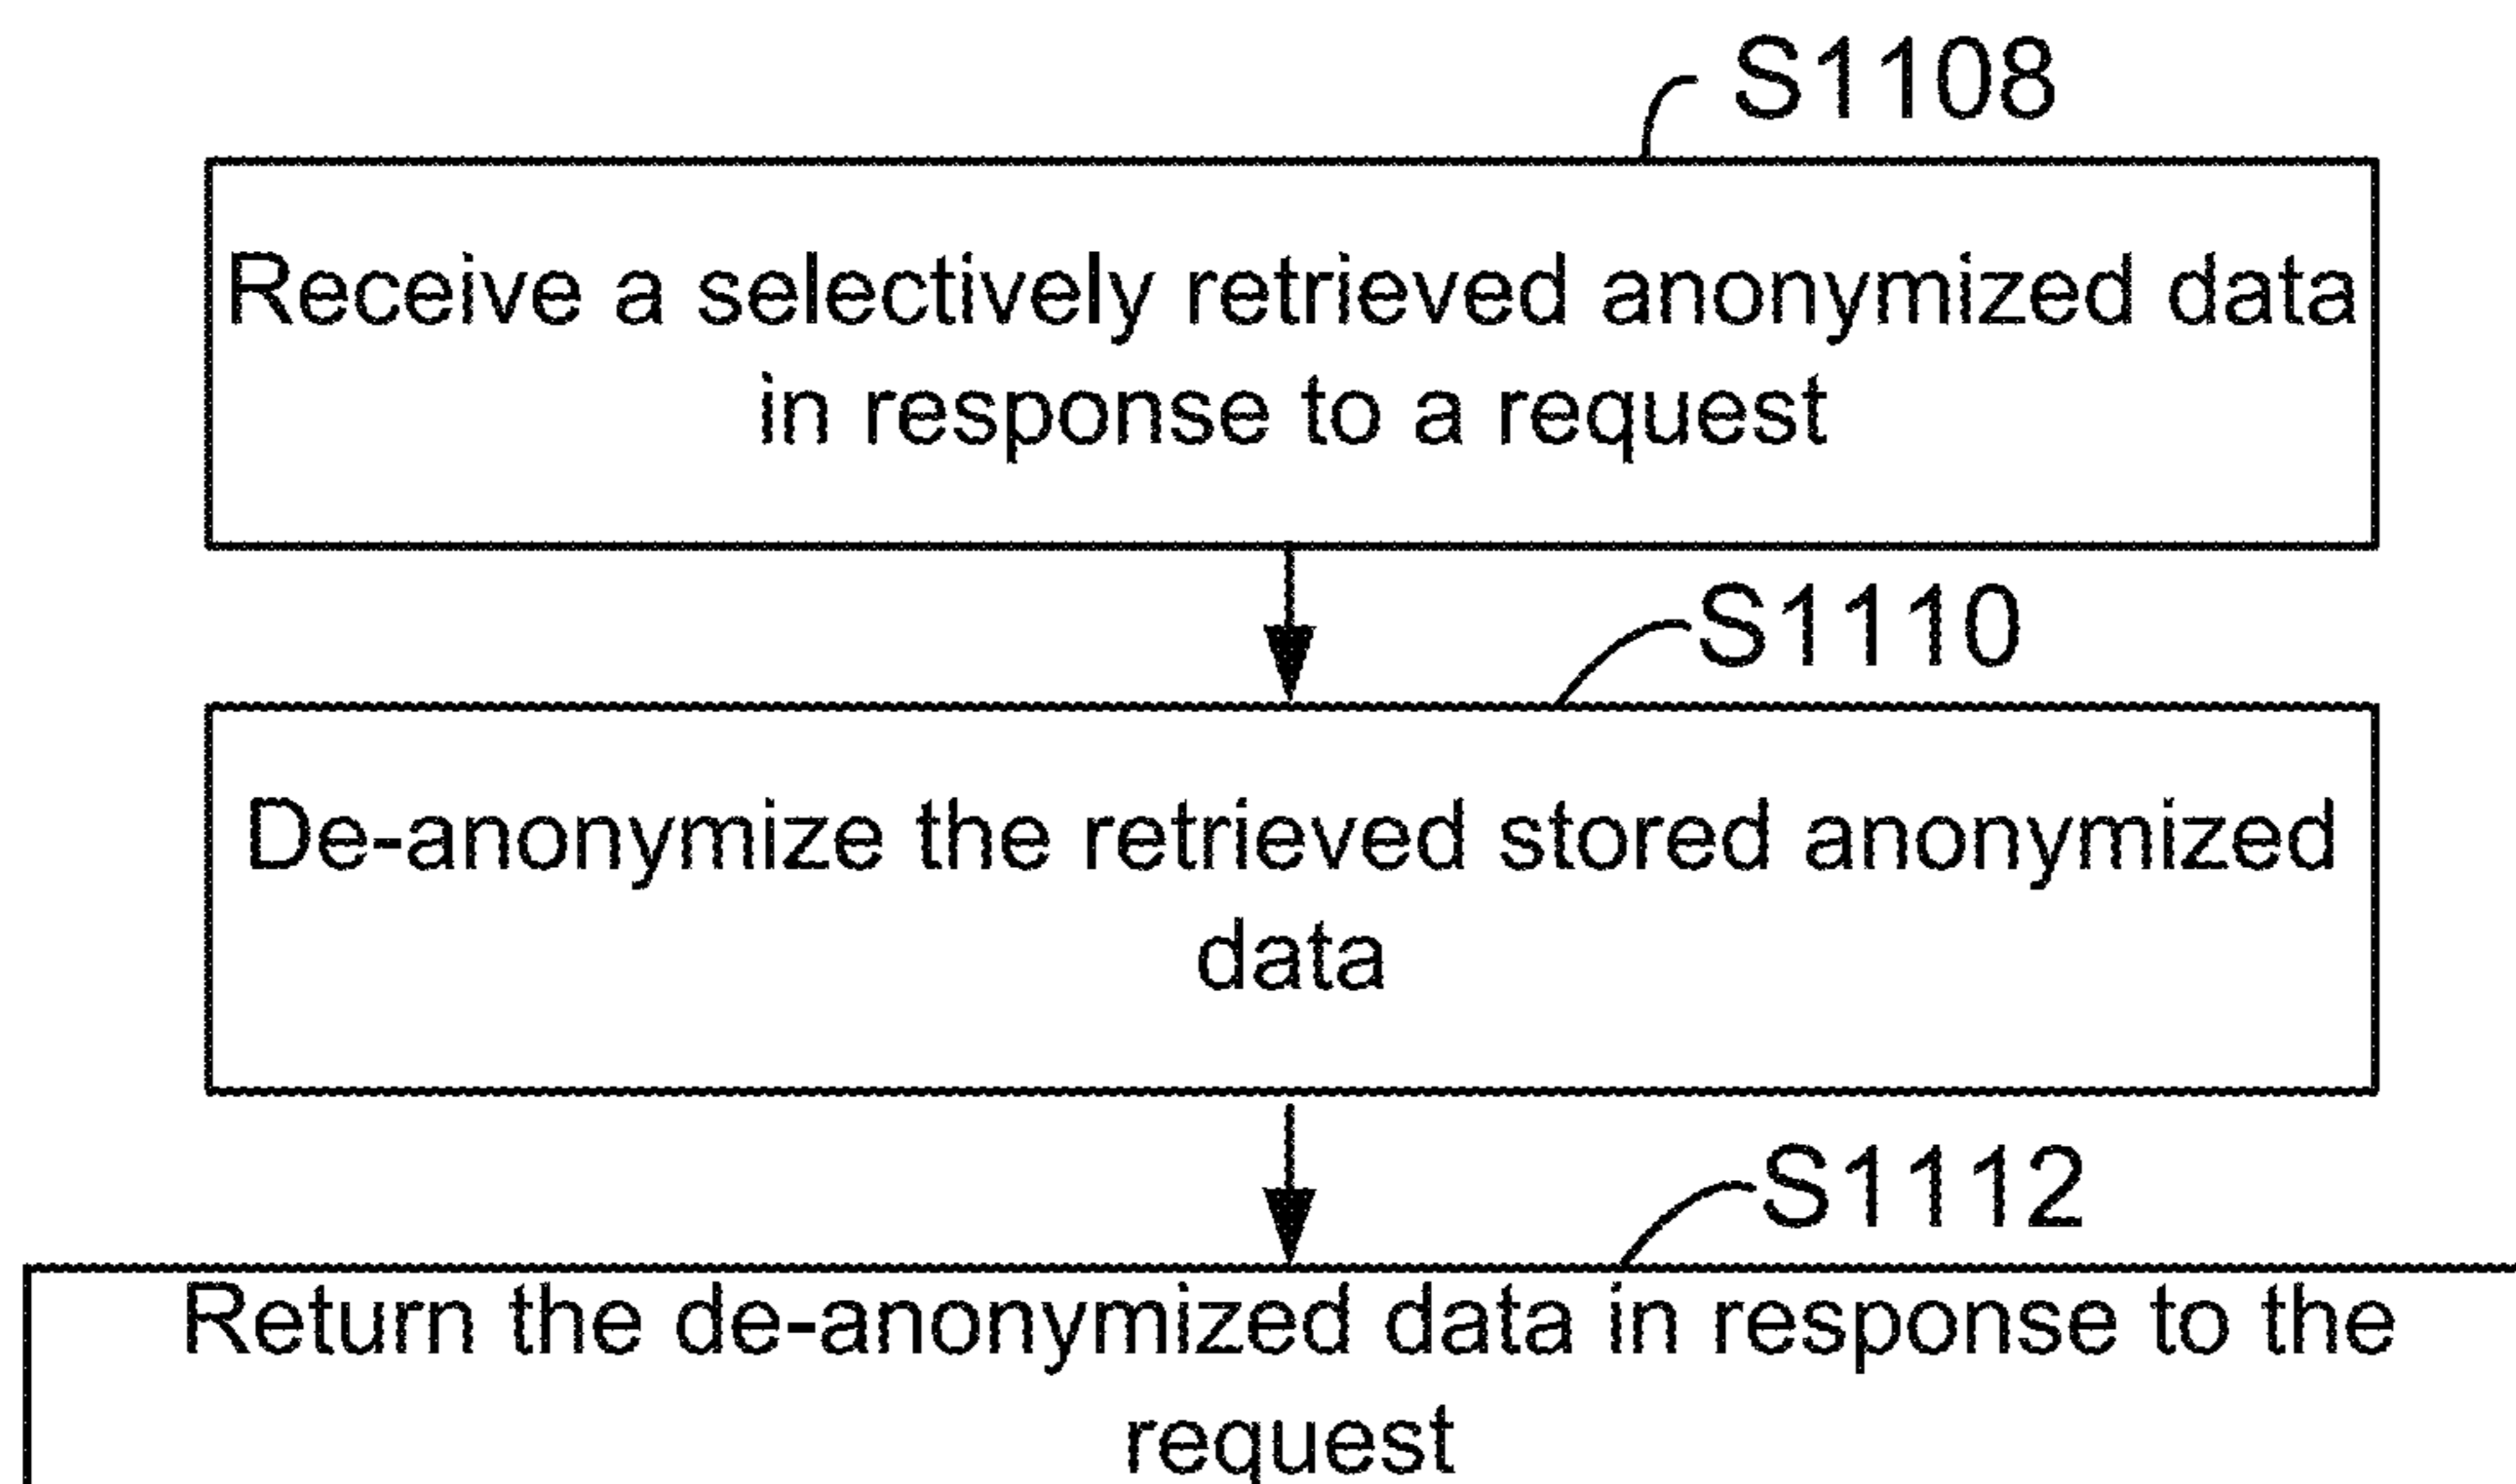 S1108
Receive a selectively retrieved anonymized data
in response to a request
S1110
De-anonymize the retrieved stored anonymized
data
S1112
Return the de-anonymized data in response to the
request